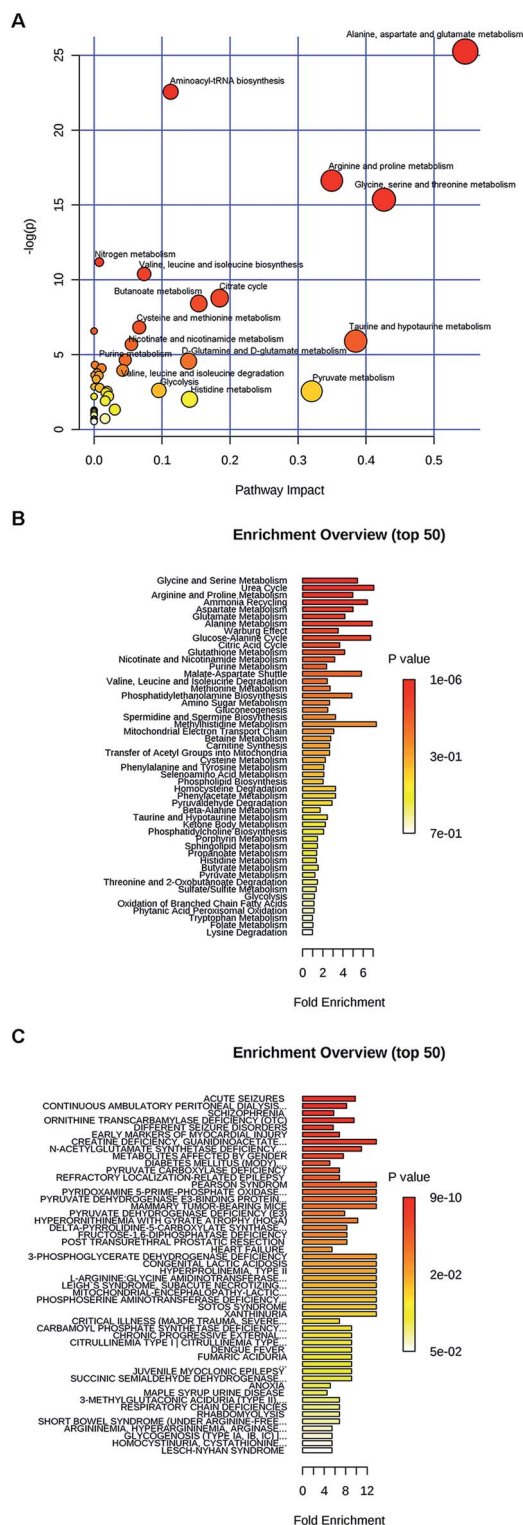 A
Alanine, aspartate and glutamate metabolism
25
Aminoacyl-tRNA biosynthesis
20
Arginine and proline metabolism
15
Glycine, serine and threonine metabolism
-log(p)
Nitrogen metabolism
Valine, leucine and isoleucine biosynthesis
10
Butanoate metabolism
Citrate cycle
Cysteine and methionine metabolism
Taurine and hypotaurine metabolism
Nicotinate and nicotinamide metabolism
D-Glutamine and D-glutamate metabolism
5
Purine metabolism
Valine, leucine and isoleucine degradation
Glycolysis
Pyruvate metabolism
Histidine metabolism
0
0.0 0.1 0.2 0.3 0.4 0.5
Pathway Impact
B
Enrichment Overview (top 50)
Glycine and Serine Metabolism
Urea Cycle
Arginine and Proline Metabolism
Ammonia Recycling
Aspartate Metabolism
Glutamate Metabolism
Alanine Metabolism
Warburg Effect
Glucose-Alanine Cycle
Citric Acid Cycle
Glutathione Metabolism
Nicotinate and Nicotinamide Metabolism
Purine Metabolism
Malate-Aspartate Shuttle
Valine, Leucine and Isoleucine Degradation
Methionine Metabolism
Phosphatidylethanolamine Biosynthesis
Amino Sugar Metabolism
Gluconeogenesis
Spermidine and Spermine Biosynthesis
Methylhistidine Metabolism
Mitochondrial Electron Transport Chain
Betaine Metabolism
Carnitine Synthesis
Transfer of Acetyl Groups into Mitochondria
Cysteine Metabolism
Phenylalanine and Tyrosine Metabolism
Selenoamino Acid Metabolism
Phospholipid Biosynthesis
Homocysteine Degradation
Phenylacetate Metabolism
Pyruvaldehyde Degradation
Beta-Alanine Metabolism
Taurine and Hypotaurine Metabolism
Ketone Body Metabolism
Phosphatidylcholine Biosynthesis
Porphyrin Metabolism
Sphingolipid Metabolism
Propanoate Metabolism
Histidine Metabolism
Butyrate Metabolism
Pyruvate Metabolism
Threonine and 2-Oxobutanoate Degradation
Sulfate/Sulfite Metabolism
Glycolysis
Oxidation of Branched Chain Fatty Acids
Phytanic Acid Peroxisomal Oxidation
Tryptophan Metabolism
Folate Metabolism
Lysine Degradation
P value
1e-06
3e-01
7e-01
0 2 4 6
Fold Enrichment
C
Enrichment Overview (top 50)
ACUTE SEIZURES
CONTINUOUS AMBULATORY PERITONEAL DIALYSIS...
SCHIZOPHRENIA
ORNITHINE TRANSCARBAMYLASE DEFICIENCY (OTC)
DIFFERENT SEIZURE DISORDERS
EARLY MARKERS OF MYOCARDIAL INJURY
CREATINE DEFICIENCY, GUANIDINOACETATE...
N-ACETYLGLUTAMATE SYNTHETASE DEFICIENCY...
METABOLITES AFFECTED BY GENDER
DIABETES MELLITUS (MODY)...
PYRUVATE CARBOXYLASE DEFICIENCY
REFRACTORY LOCALIZATION-RELATED EPILEPSY
PEARSON SYNDROM
PYRIDOXAMINE 5-PRIME-PHOSPHATE OXIDASE...
PYRUVATE DEHYDROGENASE E3-BINDING PROTEIN...
MAMMARY TUMOR-BEARING MICE
PYRUVATE DEHYDROGENASE DEFICIENCY (E3)
HYPERORNITHINEMIA WITH GYRATE ATROPHY (HOGA)
DELTA-PYRROLIDINE-5-CARBOXYLATE SYNTHASE...
FRUCTOSE-1,6-DIPHOSPHATASE DEFICIENCY
POST TRANSURETHRAL PROSTATIC RESECTION
HEART FAILURE
3-PHOSPHOGLYCERATE DEHYDROGENASE DEFICIENCY
CONGENITAL LACTIC ACIDOSIS
HYPERPROLINEMIA, TYPE II
L-ARGININE:GLYCINE AMIDINOTRANSFERASE...
LEIGH'S SYNDROME, SUBACUTE NECROTIZING...
MITOCHONDRIAL-ENCEPHALOPATHY-LACTIC...
PHOSPHOSERINE AMINOTRANSFERASE DEFICIENCY...
SOTOS SYNDROME
XANTHINURIA
CRITICAL ILLNESS (MAJOR TRAUMA, SEVERE...
CARBAMOYL PHOSPHATE SYNTHETASE DEFICIENCY...
CHRONIC PROGRESSIVE EXTERNAL...
CITRULLINEMIA TYPE I | CITRULLINEMIA TYPE...
DENGUE FEVER
FUMARIC ACIDURIA
...
JUVENILE MYOCLONIC EPILEPSY
SUCCINIC SEMIALDEHYDE DEHYDROGENASE...
ANOXIA
MAPLE SYRUP URINE DISEASE
3-METHYLGLUTACONIC ACIDURIA (TYPE II)...
RESPIRATORY CHAIN DEFICIENCIES
RHABDOMYOLYSIS
SHORT BOWEL SYNDROME (UNDER ARGININE-FREE...
ARGININEMIA, HYPERARGININEMIA, ARGINASE...
GLYCOGENOSIS (TYPE IA, IB, IC) |...
HOMOCYSTINURIA, CYSTATHIONINE...
LESCH-NYHAN SYNDROME
P value
9e-10
2e-02
5e-02
0 4 8 12
Fold Enrichment